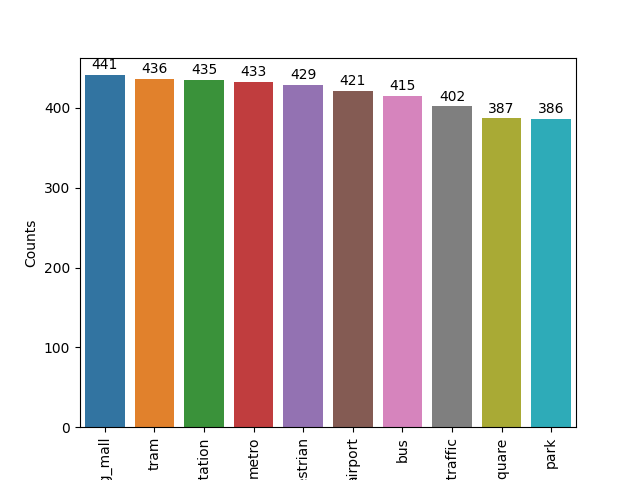 441
436
435
433
429
421
415
402
387
386
400
300
200
100
0
Counts
g_mall
tram
tation
metro
estrian
airport
bus
traffic
quare
park